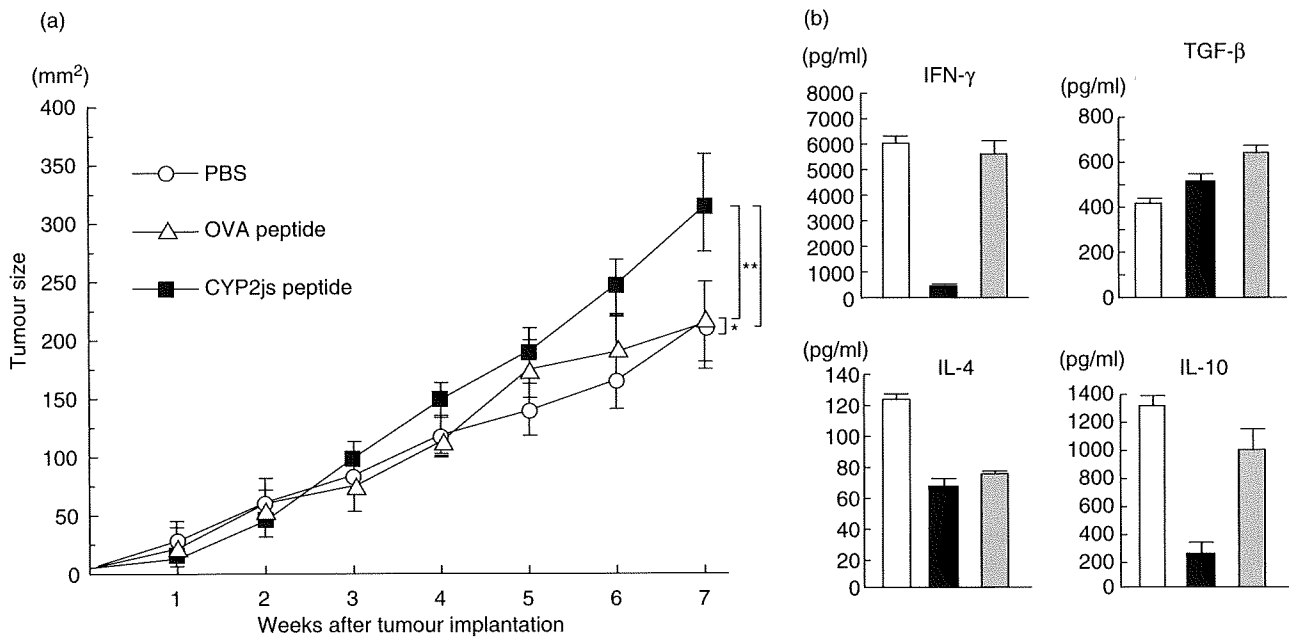 (a)
(mm²)
400
350
300
250
200
150
100
50
0
Tumour size
PBS
OVA peptide
CYP2js peptide
**
*
1 2 3 4 5 6 7
Weeks after tumour implantation
(b)
(pg/ml)
IFN-γ
8000
7000
6000
5000
4000
3000
2000
1000
0
TGF-β
(pg/ml)
800
600
400
200
0
(pg/ml)
IL-4
140
120
100
80
60
40
20
0
(pg/ml)
IL-10
1400
1200
1000
800
600
400
200
0